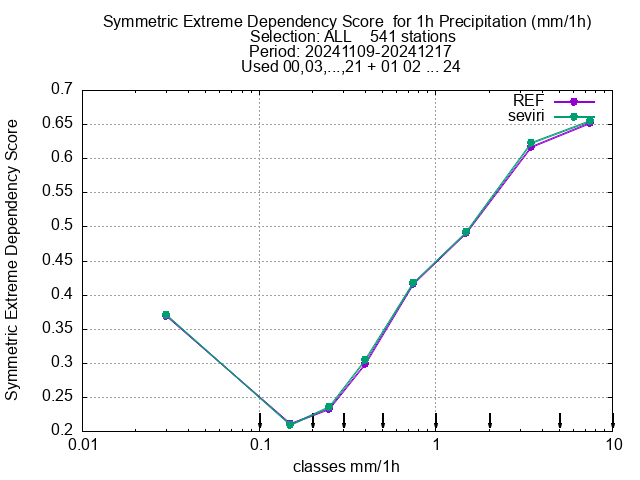 Symmetric Extreme Dependency Score  for 1h Precipitation (mm/1h)
Selection: ALL    541 stations
Period: 20241109-20241217
Used 00,03,...,21 + 01 02 ... 24
REF
seviri
Symmetric Extreme Dependency Score
0.7
0.65
0.6
0.55
0.5
0.45
0.4
0.35
0.3
0.25
0.2
0.01
0.1
1
10
classes mm/1h